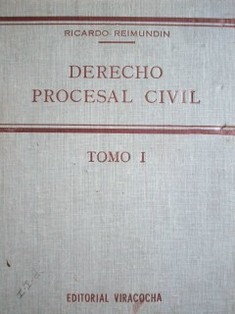 RICARDO REIMUNDIN
DERECHO
PROCESAL CIVIL
TOMO I
EDITORIAL VIRACOCHA